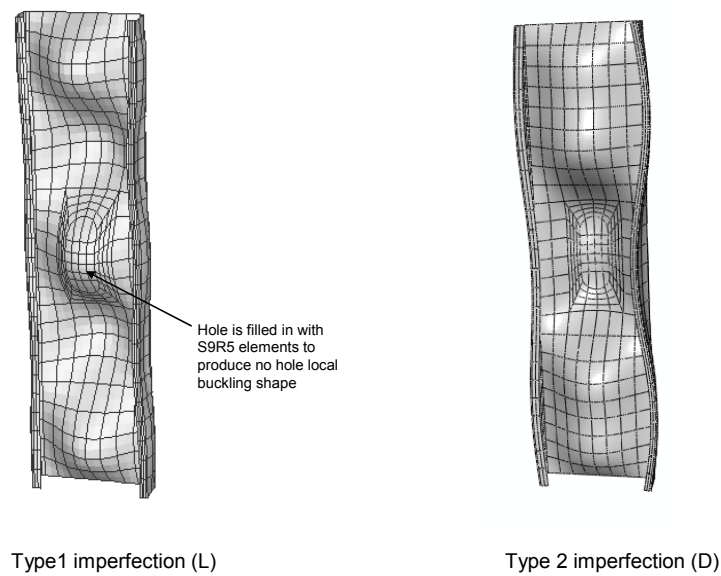 Hole is filled in with
S9R5 elements to
produce no hole local
buckling shape
Type1 imperfection (L)
Type 2 imperfection (D)